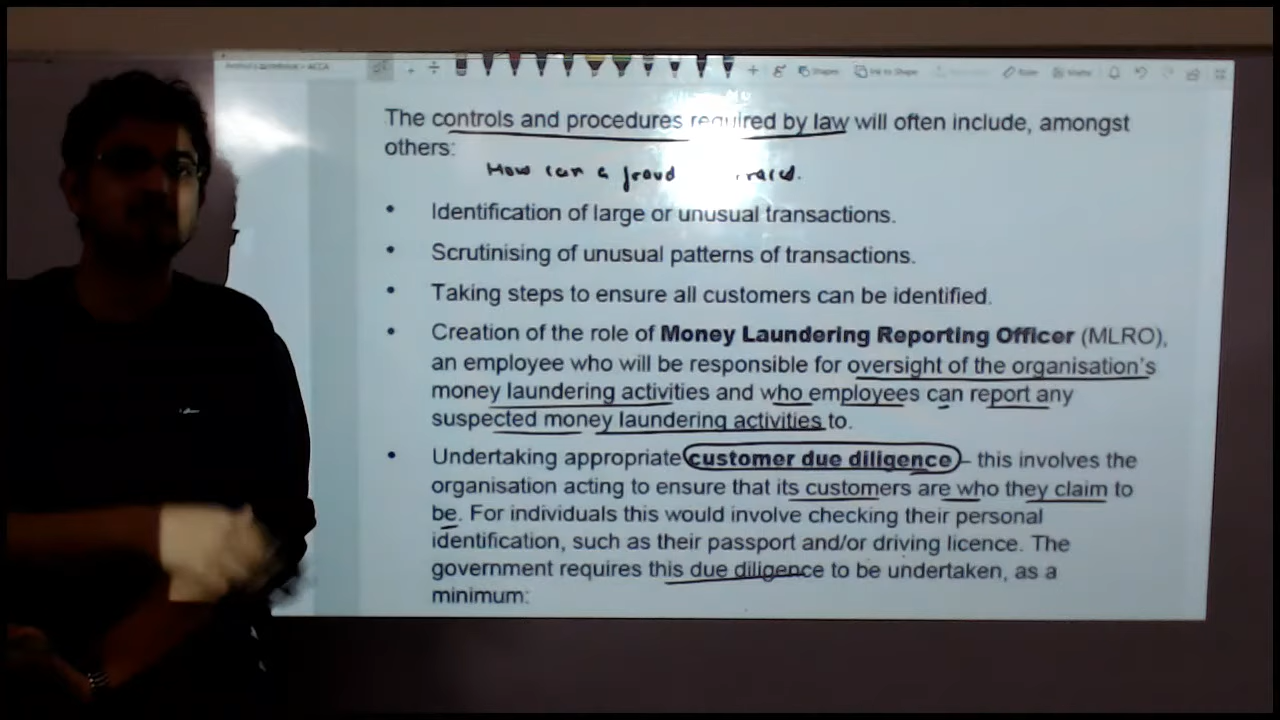 The controls and procedures required by law will often include, amongst
others:
How can a fraud
• Identification of large or unusual transactions.
• Scrutinising of unusual patterns of transactions.
• Taking steps to ensure all customers can be identified.
• Creation of the role of Money Laundering Reporting Officer (MLRO),
an employee who will be responsible for oversight of the organisation's
money laundering activities and who employees can report any
suspected money laundering activities to.
• Undertaking appropriate customer due diligence – this involves the
organisation acting to ensure that its customers are who they claim to
be. For individuals this would involve checking their personal
identification, such as their passport and/or driving licence. The
government requires this due diligence to be undertaken, as a
minimum: